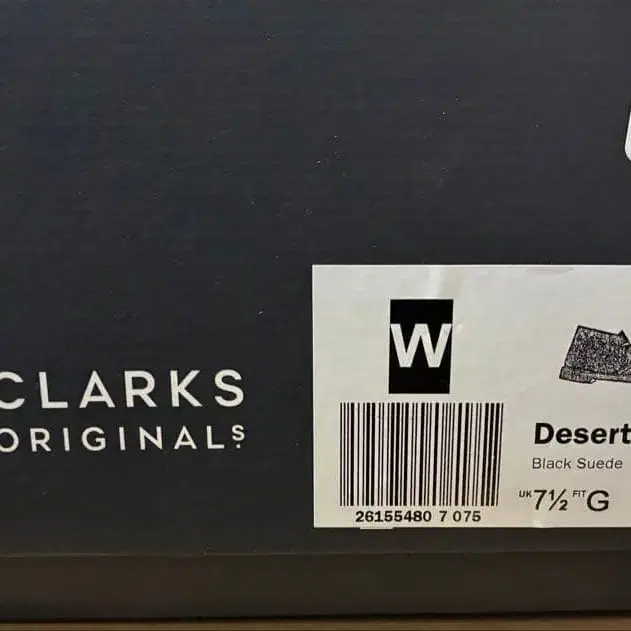 CLARKS
ORIGINALS
W
26155480 7 075
Desert
Black Suede
UK 7½ FIT G